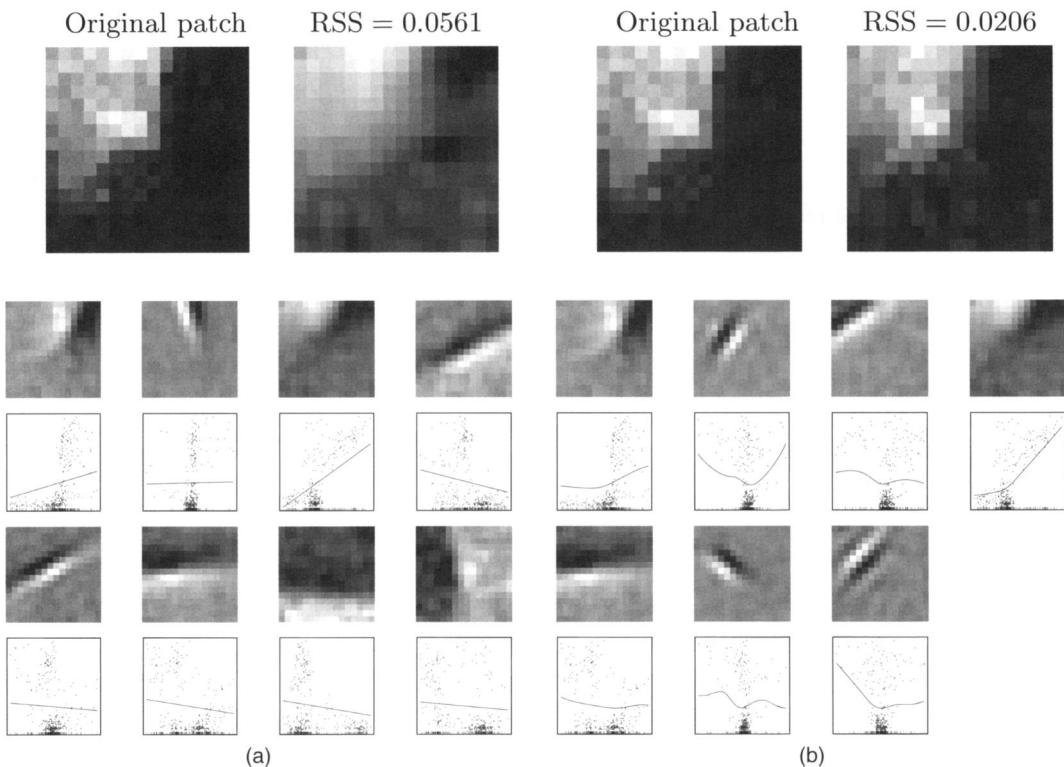 Original patch
RSS = 0.0561
Original patch
RSS = 0.0206
(a)
(b)